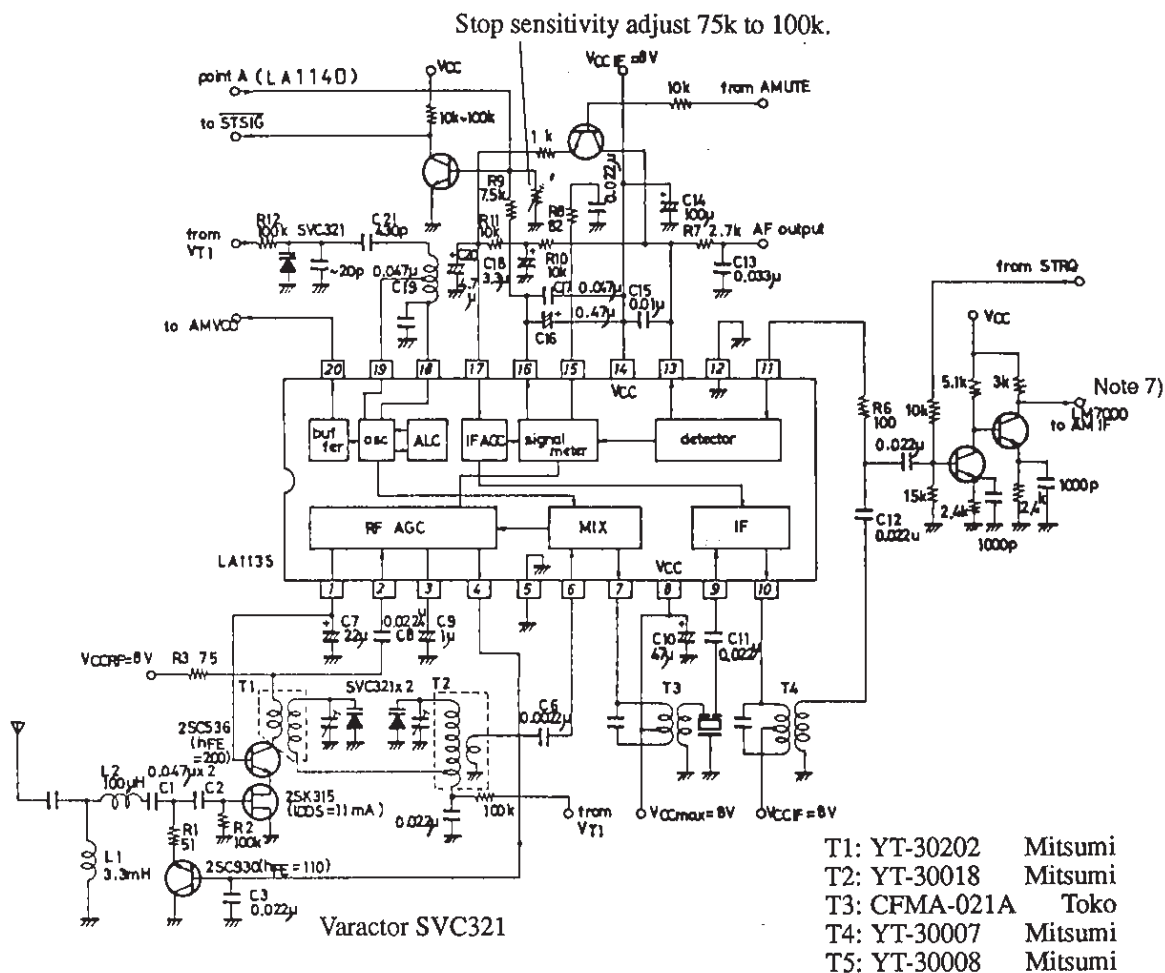 Stop sensitivity adjust 75k to 100k.
point A (LA1140)
VCC
VCC IF=8V
10k
from AMUTE
to STSIG
10k~100k
1k
R9
7.5k
R8
82
0.022μ
C14
100μ
from
VT1
R12
100k
SVC321
C21
430p
R11
10k
R10
10k
R7 2.7k
AF output
C13
0.033μ
~20p
0.047μ
C19
C20
4.7
μ
C18
3.3μ
C17
0.047μ
C15
0.01μ
0.47μ
C16
to AMVCO
from STRQ
VCC
20
19
18
17
16
15
14
13
12
11
VCC
5.1k
3k
Note 7)
LM7000
to AM IF
R6
100
10k
0.022μ
buf
fer
osc
ALC
IF AGC
signal
meter
detector
15k
2.4k
2.4k
1000p
1000p
C12
0.022μ
RF AGC
MIX
IF
LA1135
VCC
1
2
3
4
5
6
7
8
9
10
C7
22μ
0.022μ
C8
C9
1μ
C10
47μ
C11
0.022μ
VCCRF=8V
R3 75
T1
SVC321x2
T2
C6
0.0022μ
T3
T4
2SC536
(hFE
=200)
L2
100μH
0.047μx2
C1
C2
2SK315
(IDSS=11mA)
R1
51
R2
100k
100k
0.022μ
from
VT1
VCCmax=8V
VCCIF=8V
L1
3.3mH
2SC930(hFE=110)
C3
0.022μ
Varactor SVC321
T1: YT-30202 Mitsumi
T2: YT-30018 Mitsumi
T3: CFMA-021A Toko
T4: YT-30007 Mitsumi
T5: YT-30008 Mitsumi